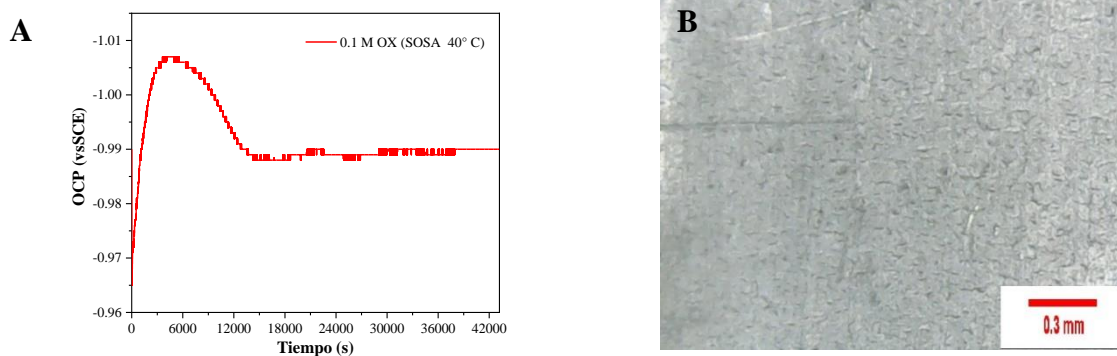 A
B
-1.01
0.1 M OX (SOSA 40° C)
-1.00
-0.99
-0.98
-0.97
-0.96
OCP (vsSCE)
0 6000 12000 18000 24000 30000 36000 42000
Tiempo (s)
0.3 mm